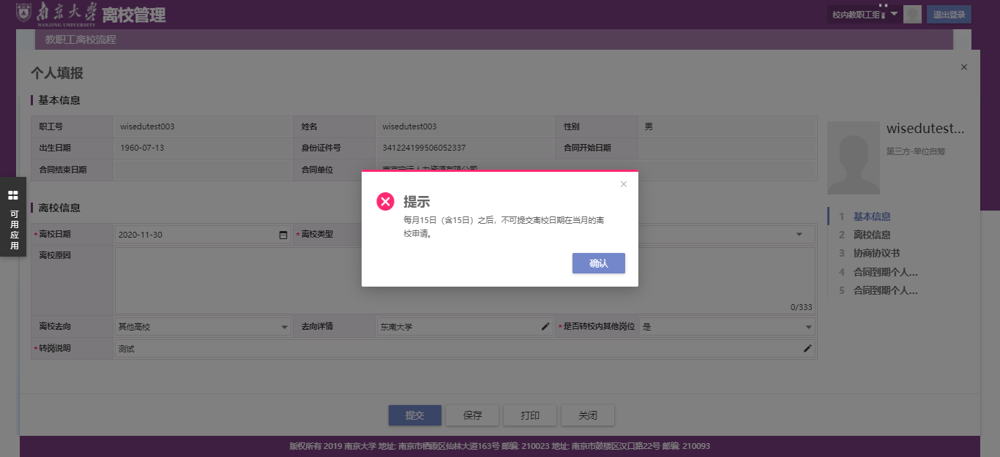 南京大学 离校管理 校内教职工组 退出登录
NANJING UNIVERSITY
教职工离校流程
个人填报
基本信息
职工号 wisedutest003 姓名 wisedutest003 性别 男
出生日期 1960-07-13 身份证件号 341224199506052337 合同开始日期
合同结束日期 合同单位
wisedutest...
第三方-单位自筹
可用应用
离校信息
*离校日期 2020-11-30 *离校类型
离校原因
0/333
离校去向 其他高校 去向详情 东南大学 *是否转校内其他岗位 是
*转岗说明 测试
1 基本信息
2 离校信息
3 协商协议书
4 合同到期个人...
5 合同到期个人...
提示
每月15日（含15日）之后，不可提交离校日期在当月的离
校申请。
确认
提交 保存 打印 关闭
版权所有 2019 南京大学 地址: 南京市栖霞区仙林大道163号 邮编: 210023 地址: 南京市鼓楼区汉口路22号 邮编: 210093